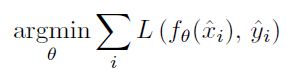 argmin_θ ∑_i L (f_θ(x̂_i), ŷ_i)